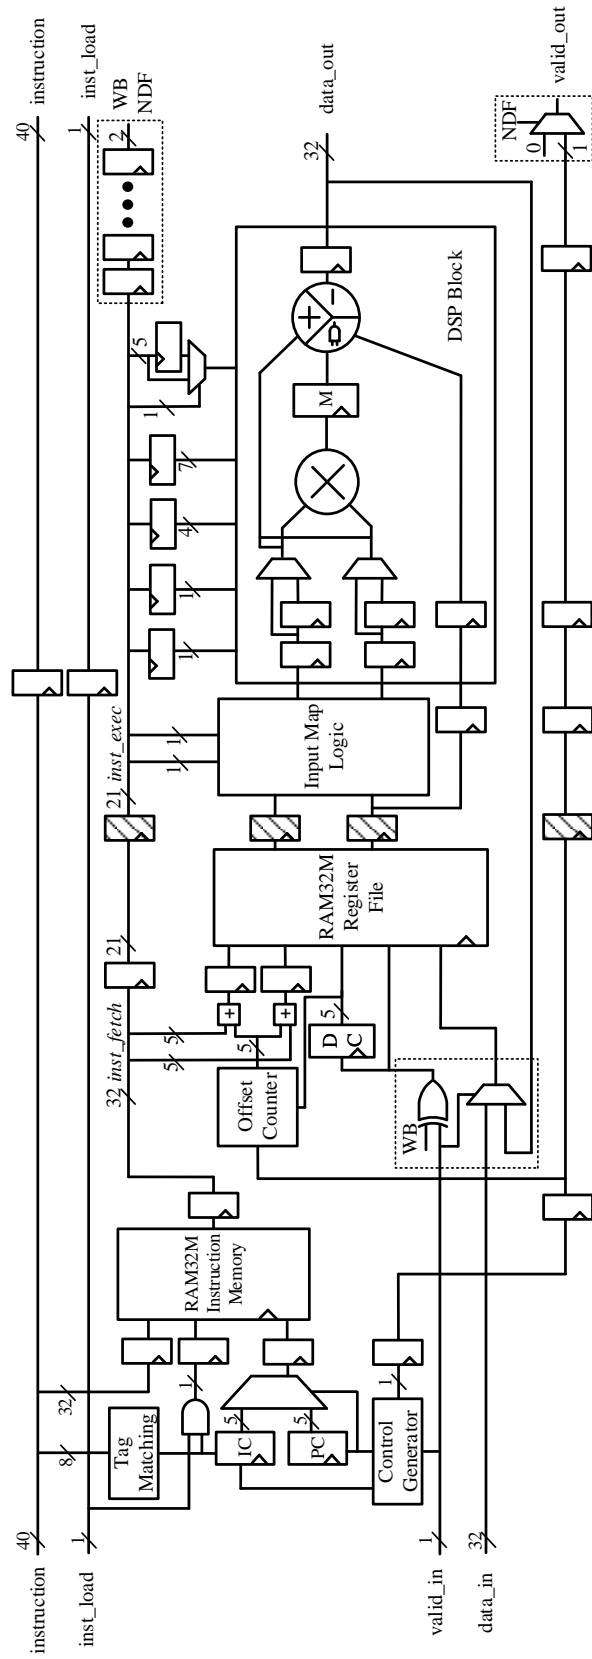 instruction
40
inst_load
1
valid_in
1
data_in
32
8
32
Tag
Matching
IC
PC
5
5
1
Control
Generator
1
RAM32M
Instruction
Memory
32
inst_fetch
5
5
Offset
Counter
5
+
+
D
C
5
WB
21
RAM32M
Register
File
21
inst_exec
1
1
Input Map
Logic
1
1
4
7
1
5
M
+
−
DSP Block
WB
NDF
2
40
instruction
1
inst_load
32
data_out
NDF
0
1
valid_out